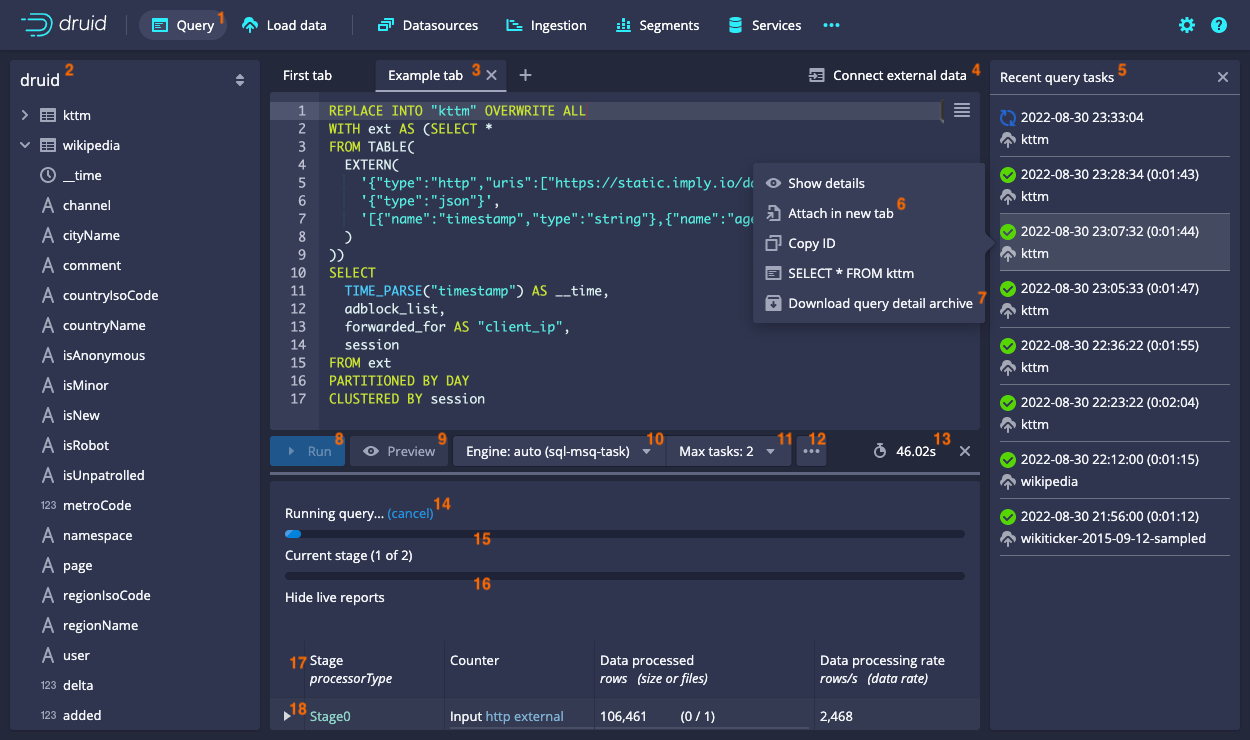 druid
Query 1
Load data
Datasources
Ingestion
Segments
Services
druid 2
kttm
wikipedia
__time
channel
cityName
comment
countryIsoCode
countryName
isAnonymous
isMinor
isNew
isRobot
isUnpatrolled
123 metroCode
namespace
page
regionIsoCode
regionName
user
123 delta
123 added
First tab
Example tab 3
Connect external data 4
1 REPLACE INTO "kttm" OVERWRITE ALL
2 WITH ext AS (SELECT *
3 FROM TABLE(
4 EXTERN(
5 '{"type":"http","uris":["https://static.imply.io/da
6 '{"type":"json"}',
7 '[{"name":"timestamp","type":"string"},{"name":"age
8 )
9 ))
10 SELECT
11 TIME_PARSE("timestamp") AS __time,
12 adblock_list,
13 forwarded_for AS "client_ip",
14 session
15 FROM ext
16 PARTITIONED BY DAY
17 CLUSTERED BY session
Show details
Attach in new tab 6
Copy ID
SELECT * FROM kttm
Download query detail archive 7
Run 8
Preview 9
Engine: auto (sql-msq-task) 10
Max tasks: 2 11
12
46.02s 13
Running query... (cancel) 14
15
Current stage (1 of 2)
16
Hide live reports
17 Stage
processorType
Counter
Data processed
rows (size or files)
Data processing rate
rows/s (data rate)
18 Stage0
Input http external
106,461 (0 / 1)
2,468
Recent query tasks 5
2022-08-30 23:33:04
kttm
2022-08-30 23:28:34 (0:01:43)
kttm
2022-08-30 23:07:32 (0:01:44)
kttm
2022-08-30 23:05:33 (0:01:47)
kttm
2022-08-30 22:36:22 (0:01:55)
kttm
2022-08-30 22:23:22 (0:02:04)
kttm
2022-08-30 22:12:00 (0:01:15)
wikipedia
2022-08-30 21:56:00 (0:01:12)
wikiticker-2015-09-12-sampled